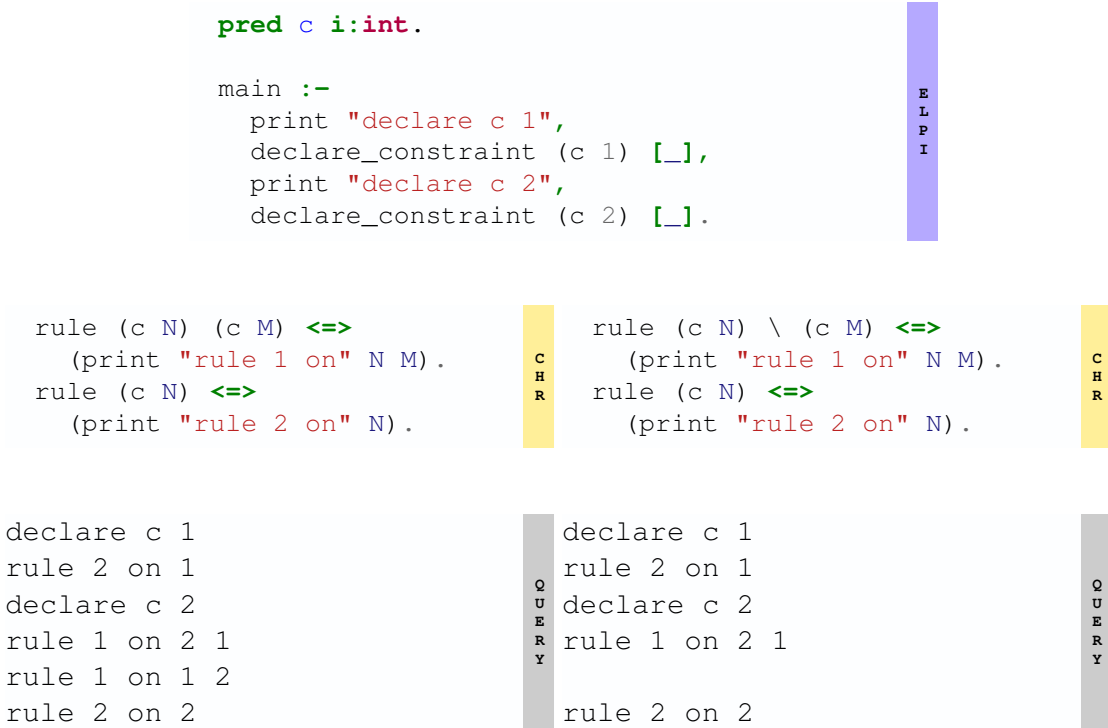 pred c i:int.
main :-
print "declare c 1",
declare_constraint (c 1) [_],
print "declare c 2",
declare_constraint (c 2) [_].
ELPI
rule (c N) (c M) <=>
(print "rule 1 on" N M).
rule (c N) <=>
(print "rule 2 on" N).
CHR
rule (c N) \ (c M) <=>
(print "rule 1 on" N M).
rule (c N) <=>
(print "rule 2 on" N).
CHR
declare c 1
rule 2 on 1
declare c 2
rule 1 on 2 1
rule 1 on 1 2
rule 2 on 2
QUERY
declare c 1
rule 2 on 1
declare c 2
rule 1 on 2 1
rule 2 on 2
QUERY